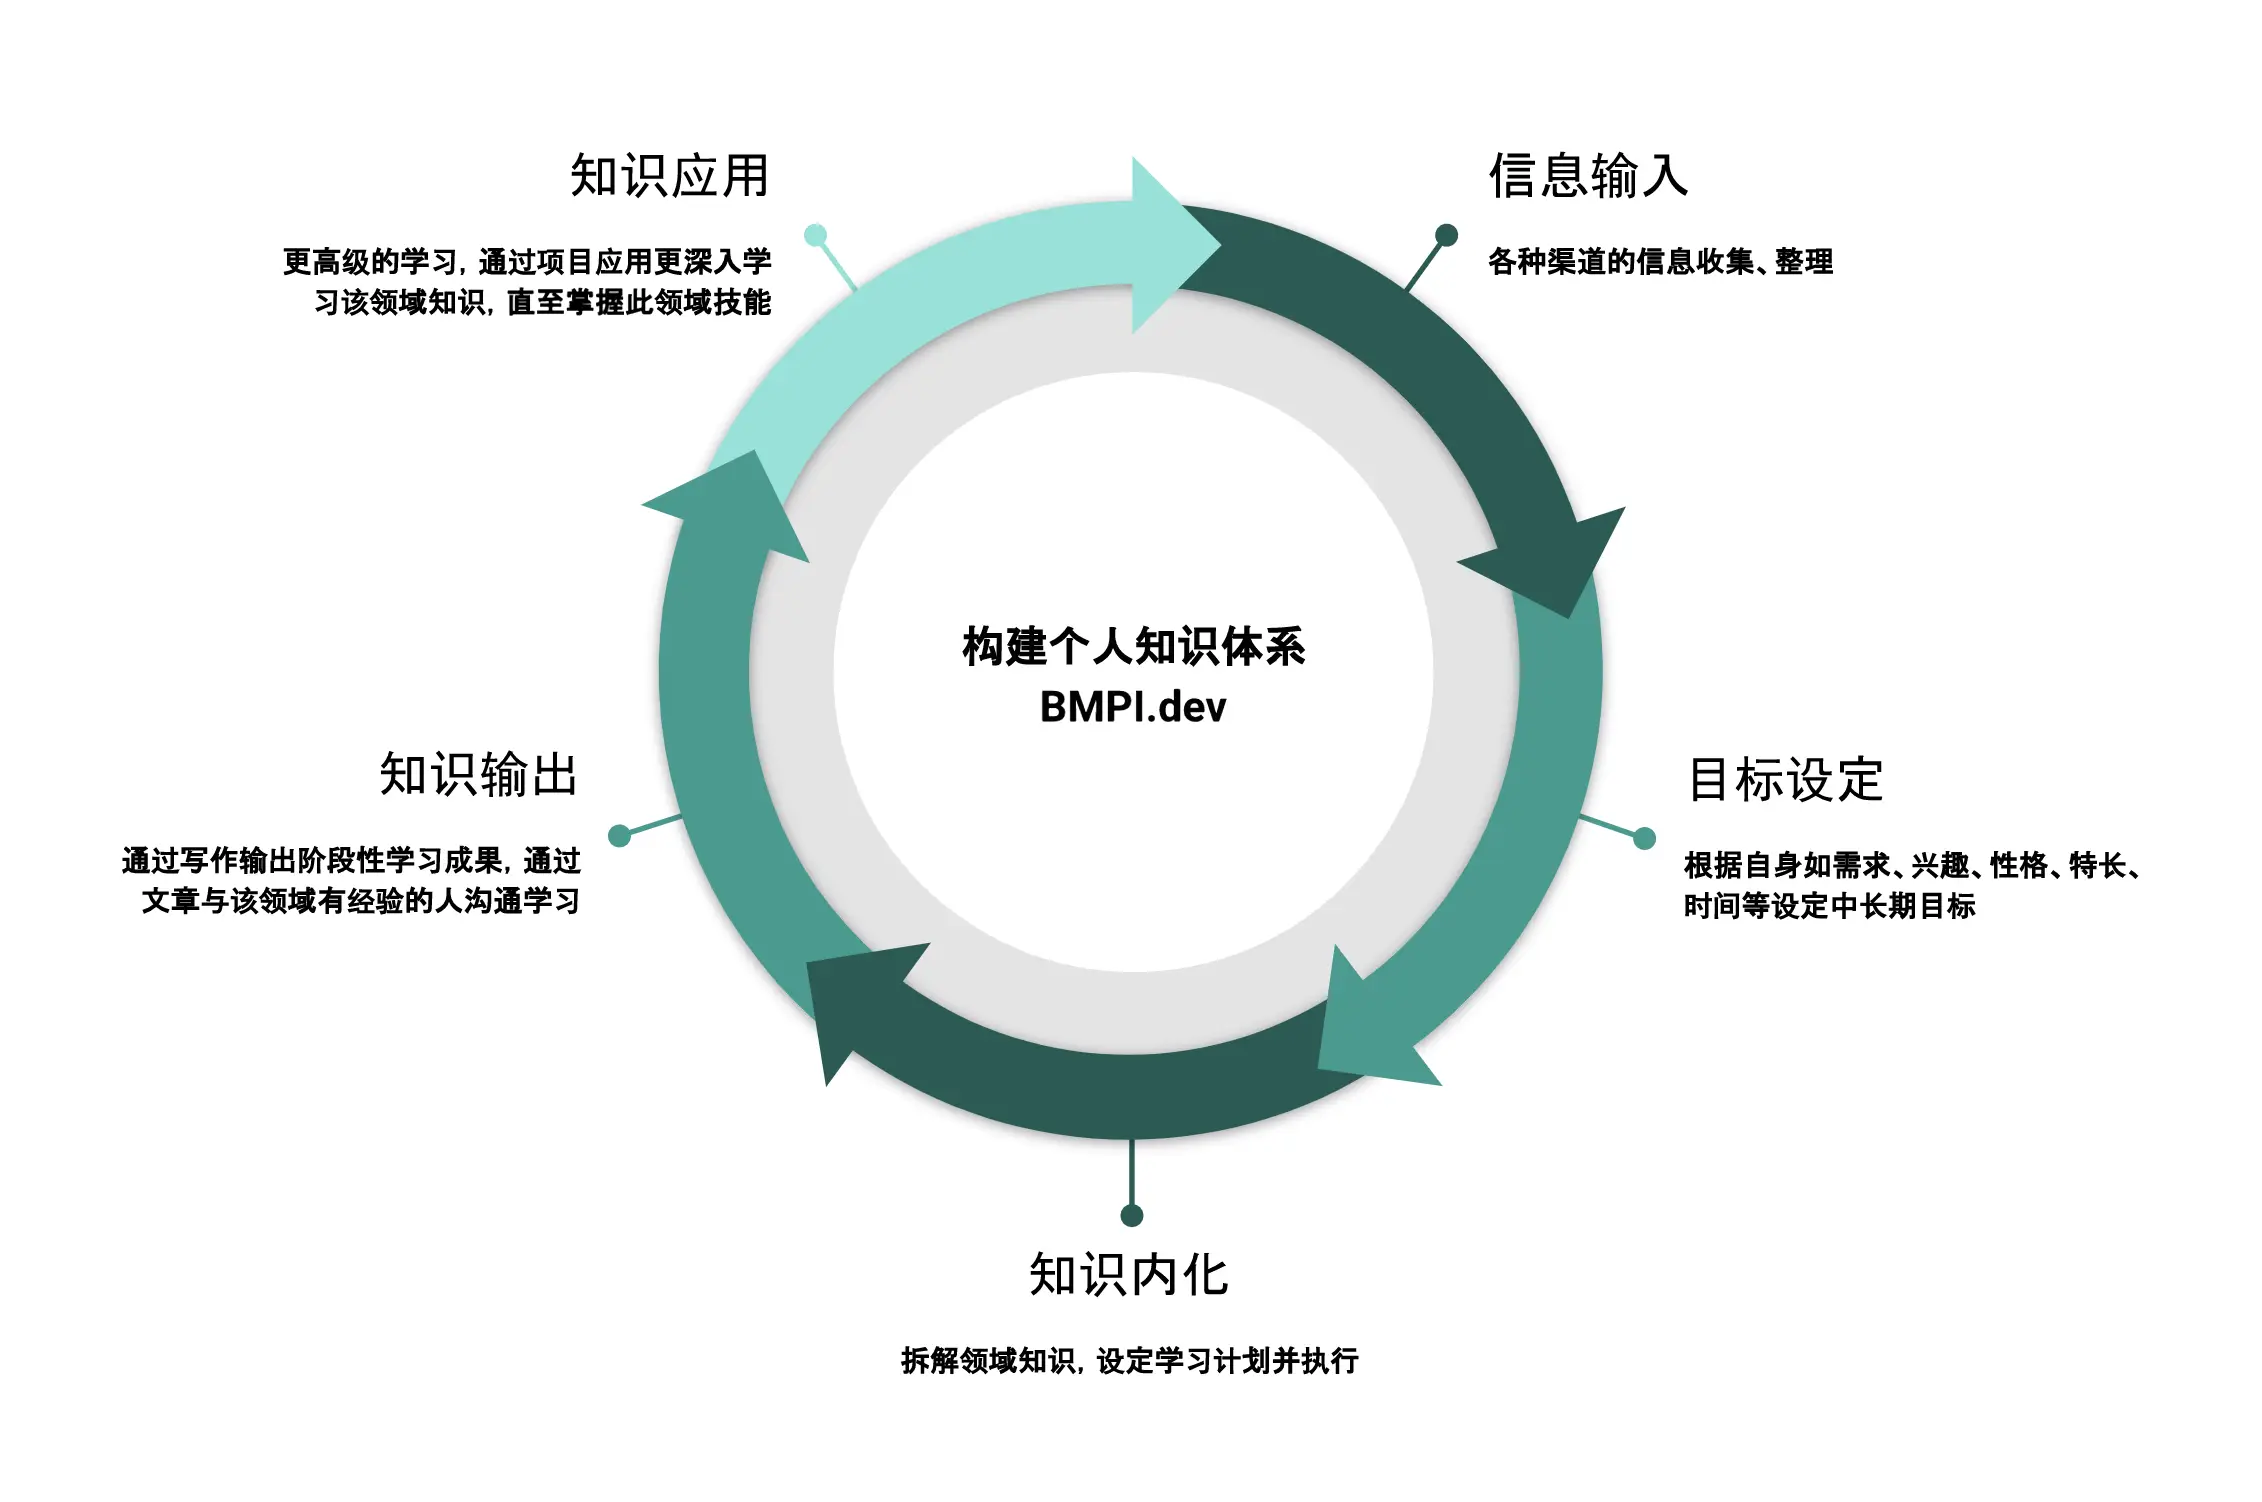 知识应用
更高级的学习，通过项目应用更深入学
习该领域知识，直至掌握此领域技能
信息输入
各种渠道的信息收集、整理
构建个人知识体系
BMPI.dev
知识输出
通过写作输出阶段性学习成果，通过
文章与该领域有经验的人沟通学习
目标设定
根据自身如需求、兴趣、性格、特长、
时间等设定中长期目标
知识内化
拆解领域知识，设定学习计划并执行